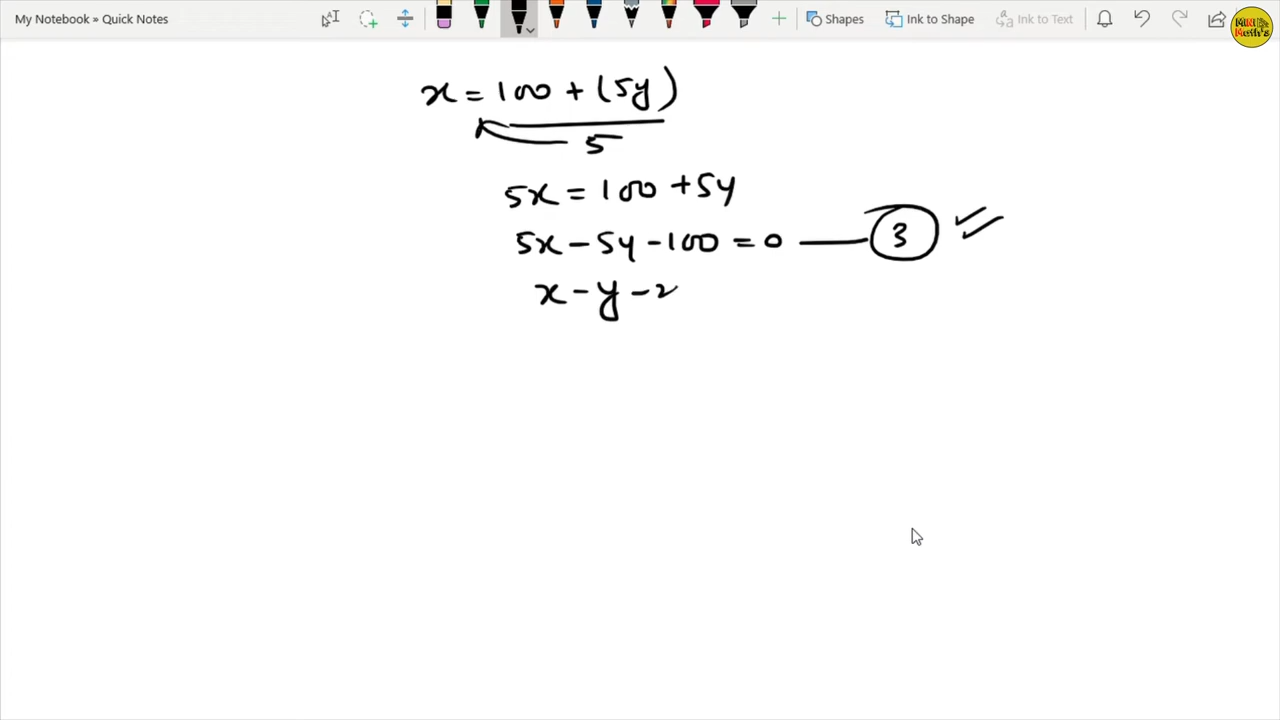 My Notebook » Quick Notes
Shapes
Ink to Shape
Ink to Text
x = 100 + (5y)
5
5x = 100 + 5y
5x - 5y - 100 = 0 — 3
x - y - 2